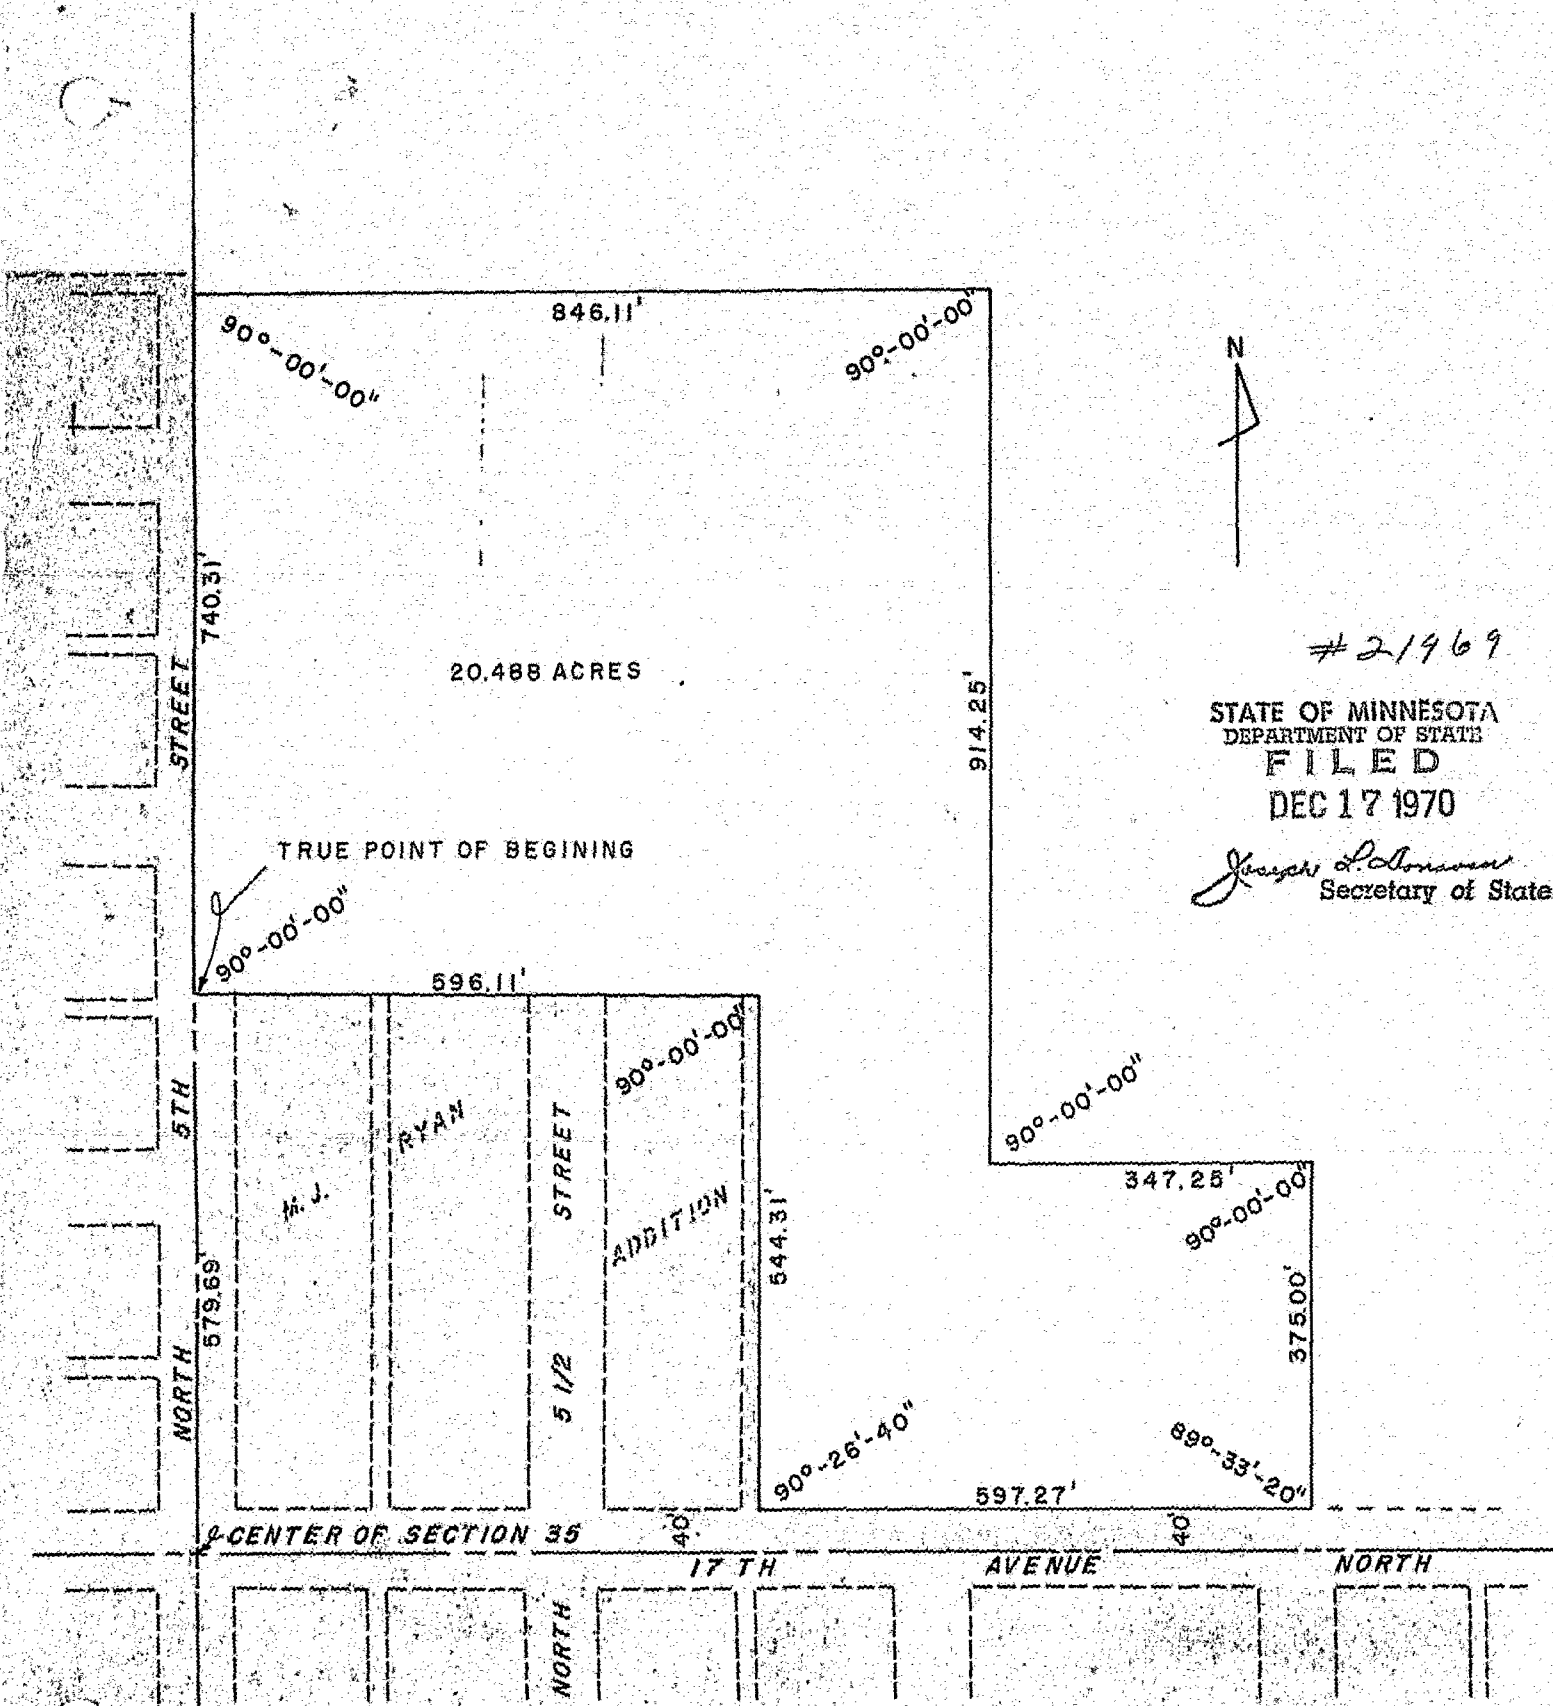 846.11'
90°-00'-00"
90°-00'-00"
N
740.31'
STREET
20.488 ACRES
914.25'
#21969
STATE OF MINNESOTA
DEPARTMENT OF STATE
FILED
DEC 17 1970
Joseph L. Donovan
Secretary of State
TRUE POINT OF BEGINING
90°-00'-00"
596.11'
90°-00'-00"
5TH
RYAN
STREET
M. J.
ADDITION
544.31'
90°-00'-00"
347.25'
90°-00'-00"
375.00'
579.69'
NORTH
5 1/2
90°-26'-40"
89°-33'-20"
597.27'
CENTER OF SECTION 35
40'
40'
17 TH AVENUE NORTH
NORTH